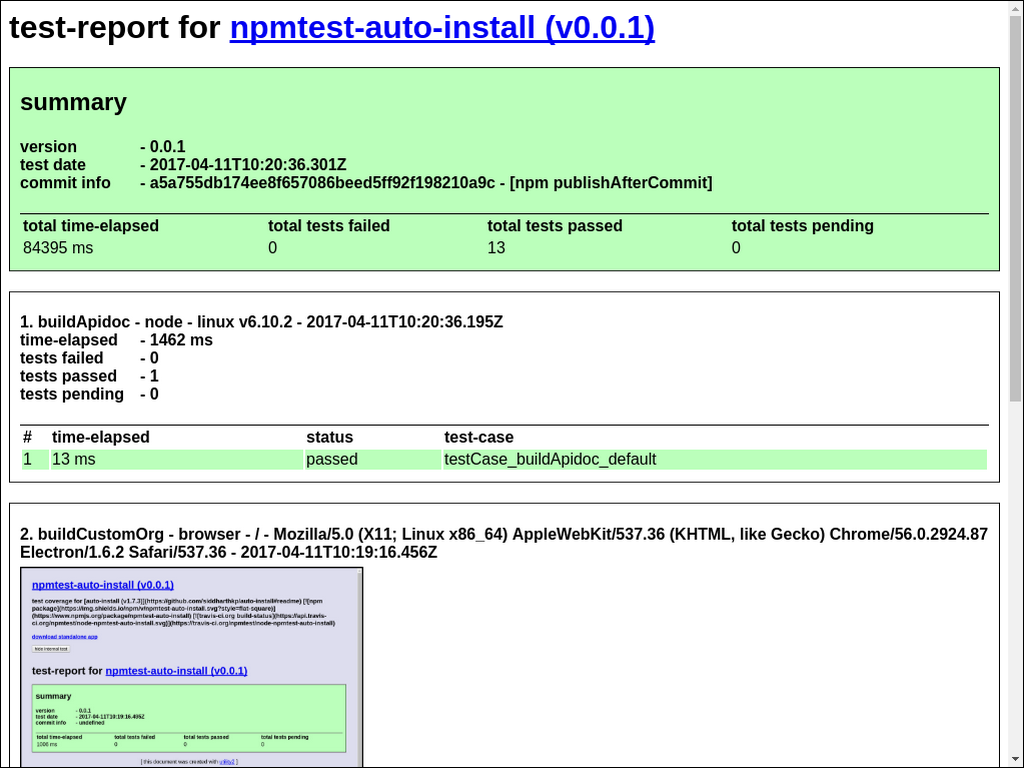 test-report for npmtest-auto-install (v0.0.1)
summary
version - 0.0.1
test date - 2017-04-11T10:20:36.301Z
commit info - a5a755db174ee8f657086beed5ff92f198210a9c - [npm publishAfterCommit]
total time-elapsed total tests failed total tests passed total tests pending
84395 ms 0 13 0
1. buildApidoc - node - linux v6.10.2 - 2017-04-11T10:20:36.195Z
time-elapsed - 1462 ms
tests failed - 0
tests passed - 1
tests pending - 0
# time-elapsed status test-case
1 13 ms passed testCase_buildApidoc_default
2. buildCustomOrg - browser - / - Mozilla/5.0 (X11; Linux x86_64) AppleWebKit/537.36 (KHTML, like Gecko) Chrome/56.0.2924.87
Electron/1.6.2 Safari/537.36 - 2017-04-11T10:19:16.456Z
npmtest-auto-install (v0.0.1)
test coverage for [auto-install (v1.7.3)](https://github.com/siddharthkp/auto-install#readme) [![npm
package](https://img.shields.io/npm/v/npmtest-auto-install.svg?style=flat-square)]
(https://www.npmjs.org/package/npmtest-auto-install) [![travis-ci.org build-status](https://api.travis-
ci.org/npmtest/node-npmtest-auto-install.svg)](https://travis-ci.org/npmtest/node-npmtest-auto-install)
download standalone app
hide internal test
test-report for npmtest-auto-install (v0.0.1)
summary
version - 0.0.1
test date - 2017-04-11T10:19:16.456Z
commit info - undefined
total time-elapsed total tests failed total tests passed total tests pending
1006 ms 0 0 0
[ this document was created with utility2 ]